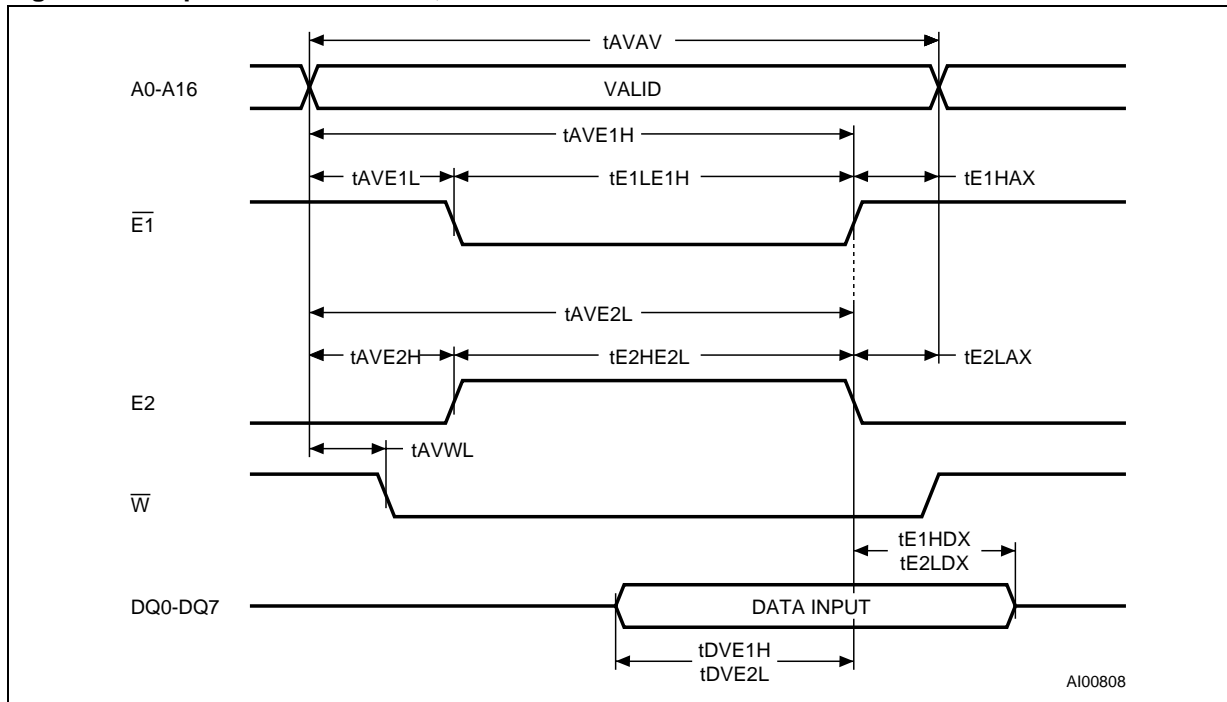 tAVAV
A0-A16
VALID
tAVE1H
tAVE1L
tE1LE1H
tE1HAX
E1
tAVE2L
tAVE2H
tE2HE2L
tE2LAX
E2
tAVWL
W
tE1HDX
tE2LDX
DQ0-DQ7
DATA INPUT
tDVE1H
tDVE2L
AI00808